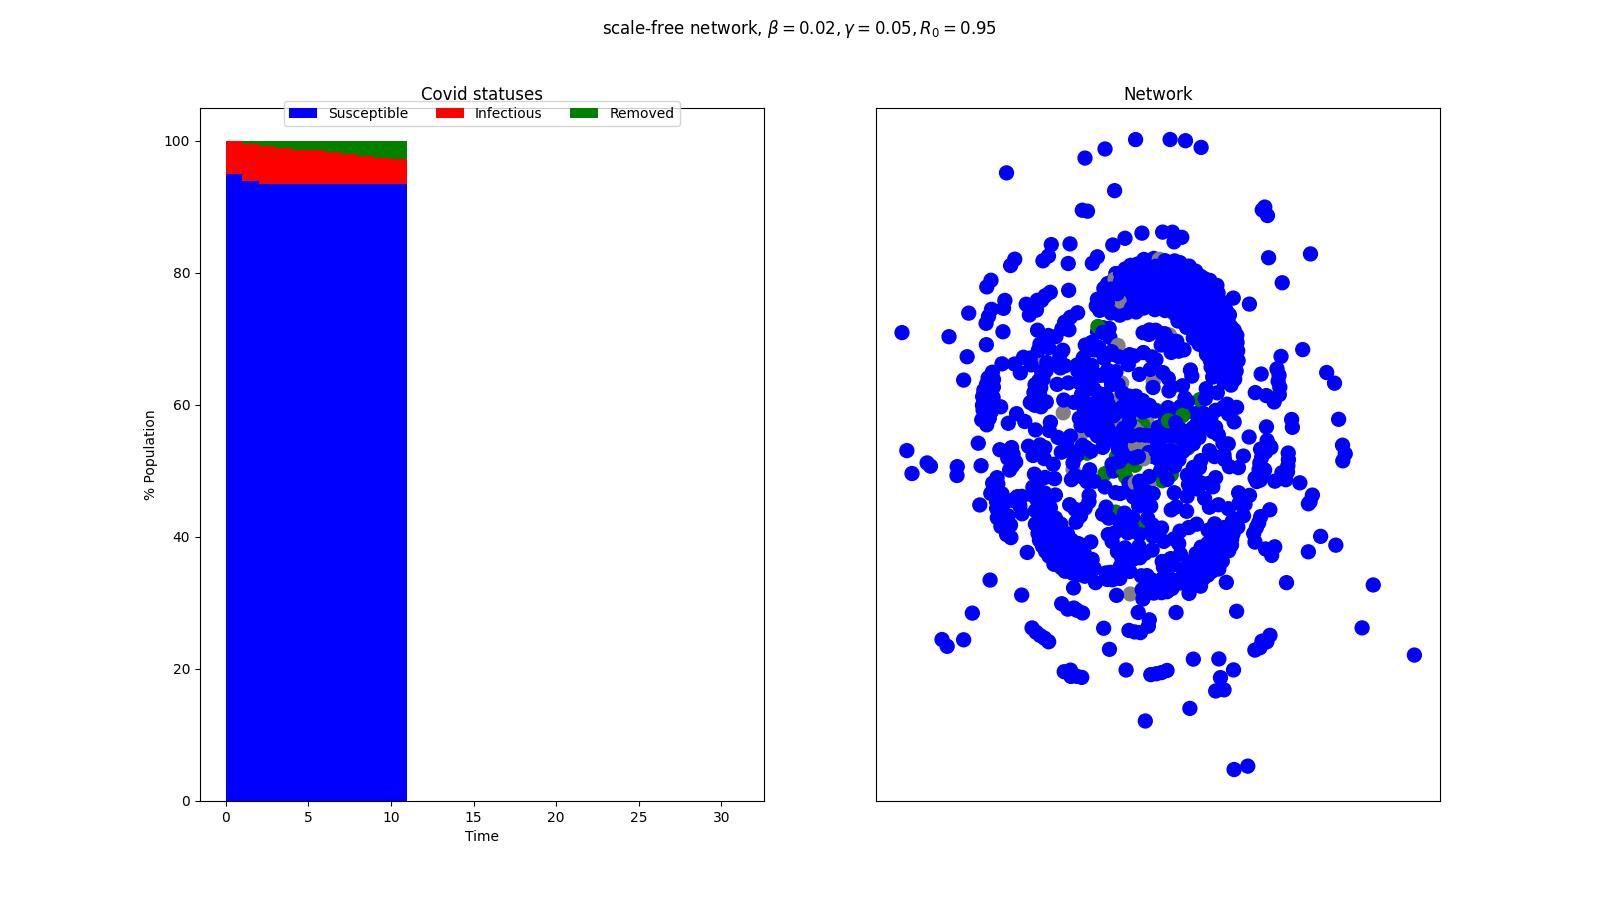 scale-free network, β = 0.02, γ = 0.05, R₀ = 0.95
Covid statuses
Susceptible Infectious Removed
% Population
100
80
60
40
20
0
0 5 10 15 20 25 30
Time
Network